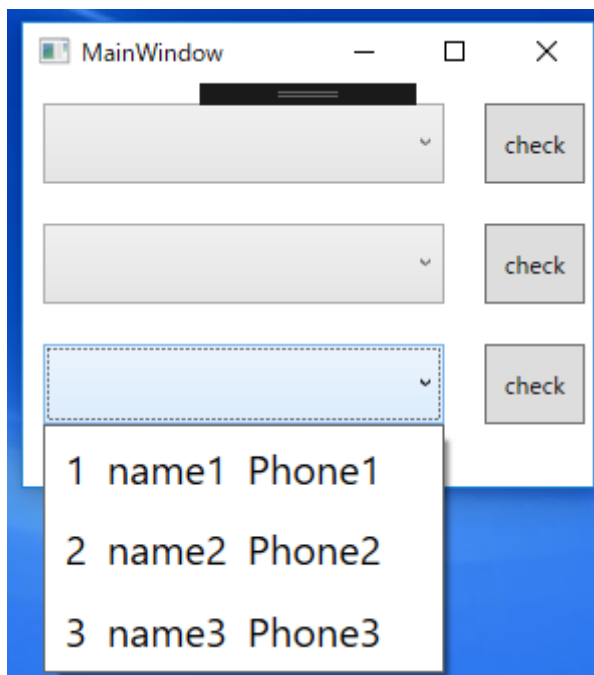 MainWindow
check
check
check
1 name1 Phone1
2 name2 Phone2
3 name3 Phone3